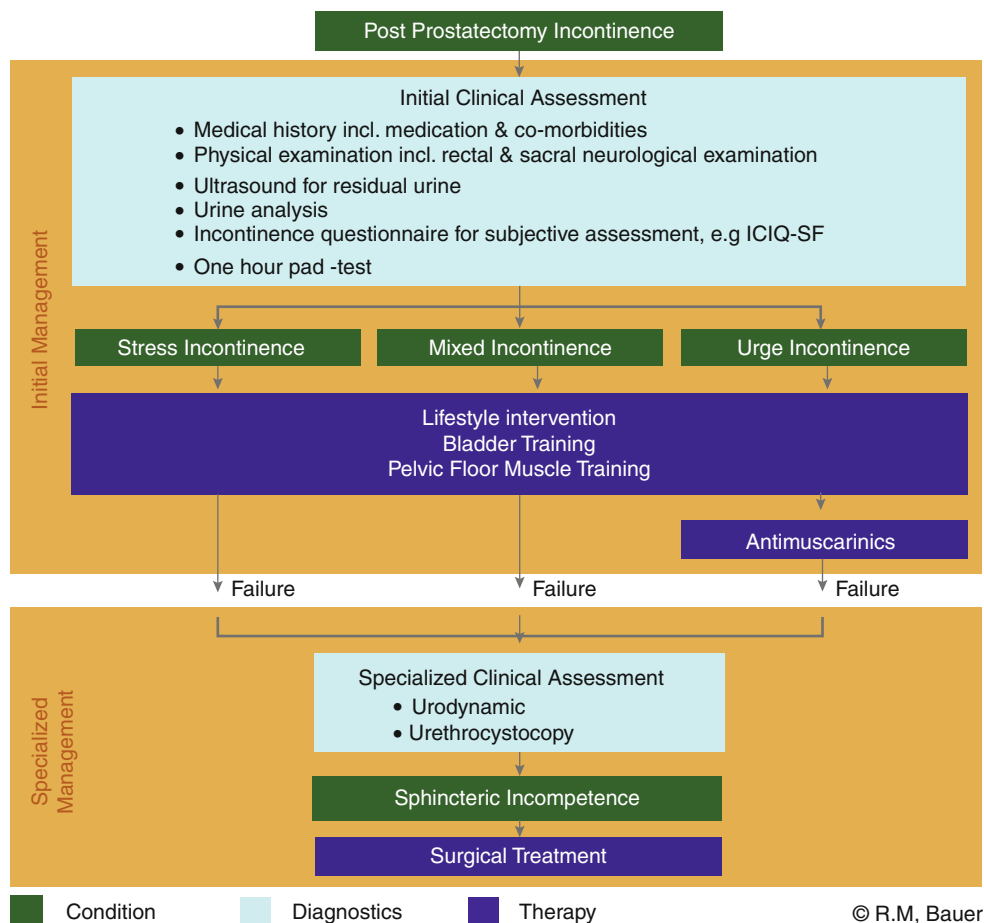 Post Prostatectomy Incontinence
Initial Management
Initial Clinical Assessment
• Medical history incl. medication & co-morbidities
• Physical examination incl. rectal & sacral neurological examination
• Ultrasound for residual urine
• Urine analysis
• Incontinence questionnaire for subjective assessment, e.g ICIQ-SF
• One hour pad -test
Stress Incontinence
Mixed Incontinence
Urge Incontinence
Lifestyle intervention
Bladder Training
Pelvic Floor Muscle Training
Antimuscarinics
Failure
Failure
Failure
Specialized
Management
Specialized Clinical Assessment
• Urodynamic
• Urethrocystocopy
Sphincteric Incompetence
Surgical Treatment
Condition
Diagnostics
Therapy
© R.M, Bauer